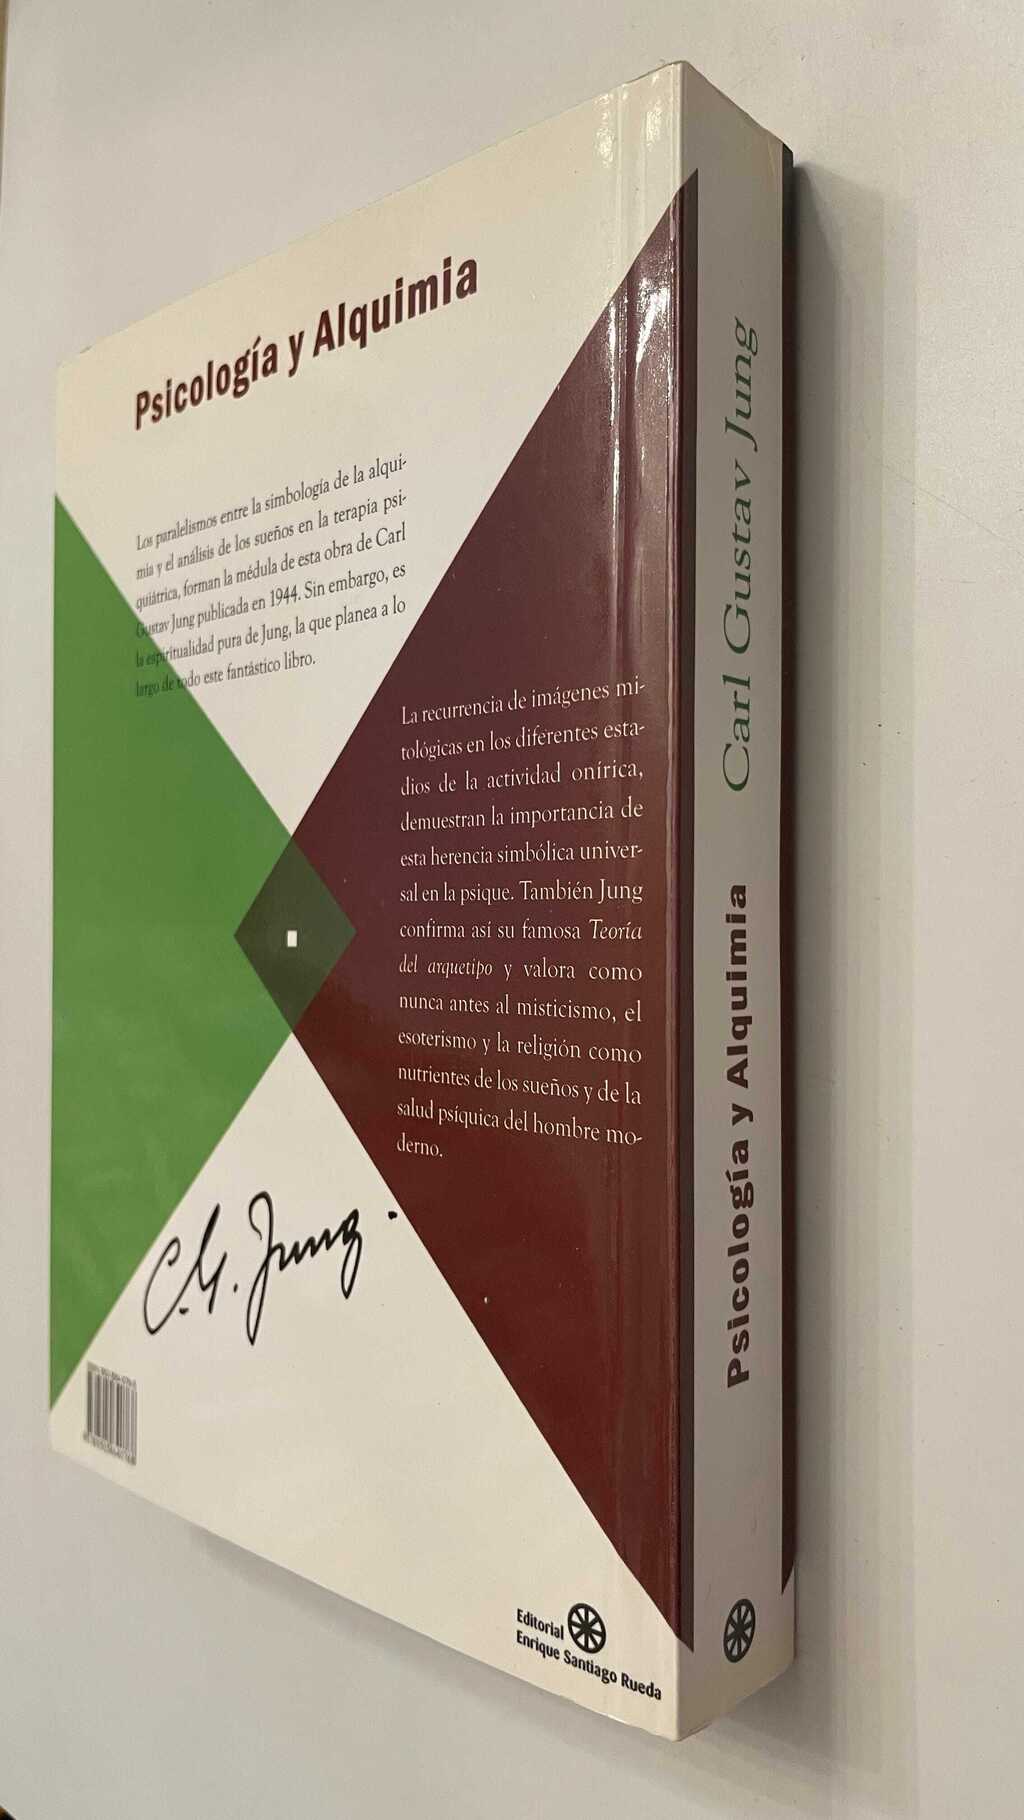 Psicología y Alquimia
Los paralelismos entre la simbología de la alqui-
mia y el análisis de los sueños en la terapia psi-
quiátrica, forman la médula de esta obra de Carl
Gustav Jung publicada en 1944. Sin embargo, es
la espiritualidad pura de Jung, la que planea a lo
largo de todo este fantástico libro.
La recurrencia de imágenes mi-
tológicas en los diferentes esta-
dios de la actividad onírica,
demuestran la importancia de
esta herencia simbólica univer-
sal en la psique. También Jung
confirma así su famosa Teoría
del arquetipo y valora como
nunca antes al misticismo, el
esoterismo y la religión como
nutrientes de los sueños y de la
salud psíquica del hombre mo-
derno.
C. G. Jung.
Editorial
Enrique Santiago Rueda
Psicología y Alquimia Carl Gustav Jung